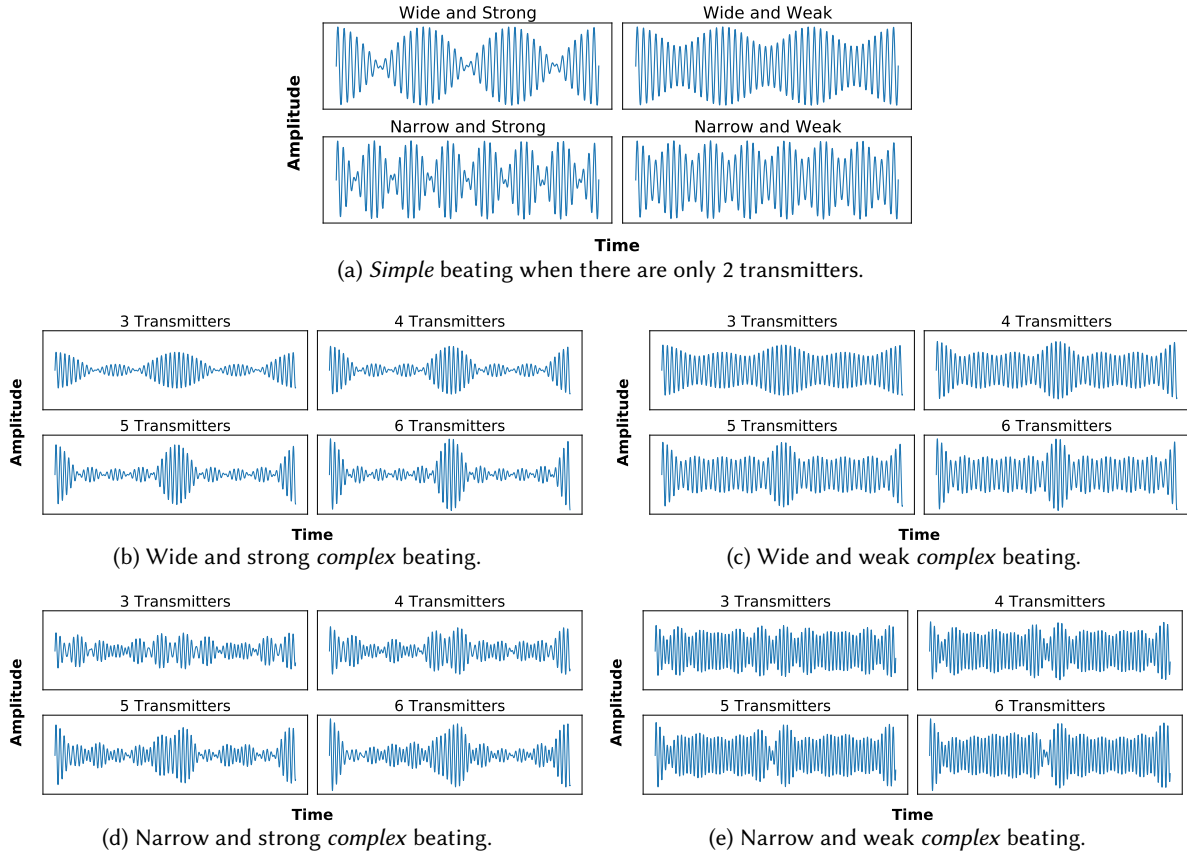 Wide and Strong
Wide and Weak
Narrow and Strong
Narrow and Weak
Amplitude
Time
(a) Simple beating when there are only 2 transmitters.
3 Transmitters
4 Transmitters
5 Transmitters
6 Transmitters
Amplitude
Time
(b) Wide and strong complex beating.
3 Transmitters
4 Transmitters
5 Transmitters
6 Transmitters
Amplitude
Time
(c) Wide and weak complex beating.
3 Transmitters
4 Transmitters
5 Transmitters
6 Transmitters
Amplitude
Time
(d) Narrow and strong complex beating.
3 Transmitters
4 Transmitters
5 Transmitters
6 Transmitters
Amplitude
Time
(e) Narrow and weak complex beating.